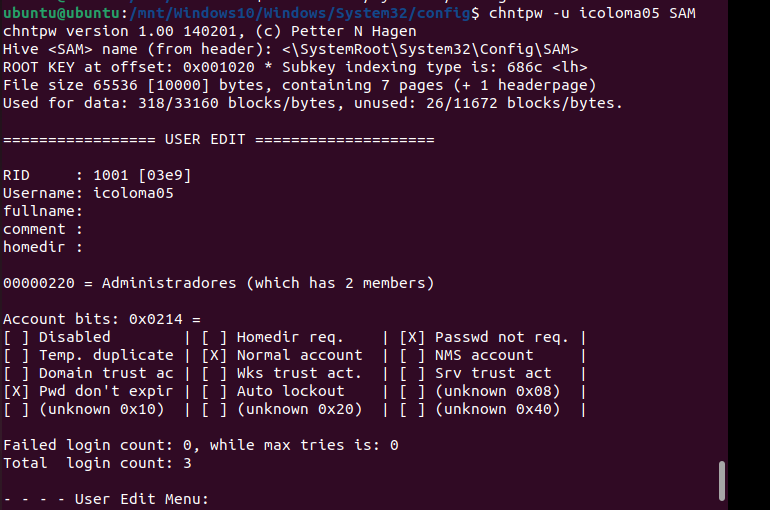 ubuntu@ubuntu:/mnt/Windows10/Windows/System32/config$ chntpw -u icoloma05 SAM
chntpw version 1.00 140201, (c) Petter N Hagen
Hive <SAM> name (from header): <\SystemRoot\System32\Config\SAM>
ROOT KEY at offset: 0x001020 * Subkey indexing type is: 686c <lh>
File size 65536 [10000] bytes, containing 7 pages (+ 1 headerpage)
Used for data: 318/33160 blocks/bytes, unused: 26/11672 blocks/bytes.

================= USER EDIT ====================

RID     : 1001 [03e9]
Username: icoloma05
fullname:
comment :
homedir :

00000220 = Administradores (which has 2 members)

Account bits: 0x0214 =
[ ] Disabled        | [ ] Homedir req.    | [X] Passwd not req. |
[ ] Temp. duplicate | [X] Normal account  | [ ] NMS account     |
[ ] Domain trust ac | [ ] Wks trust act.  | [ ] Srv trust act   |
[X] Pwd don't expir | [ ] Auto lockout    | [ ] (unknown 0x08)  |
[ ] (unknown 0x10)  | [ ] (unknown 0x20)  | [ ] (unknown 0x40)  |

Failed login count: 0, while max tries is: 0
Total  login count: 3

- - - - User Edit Menu: